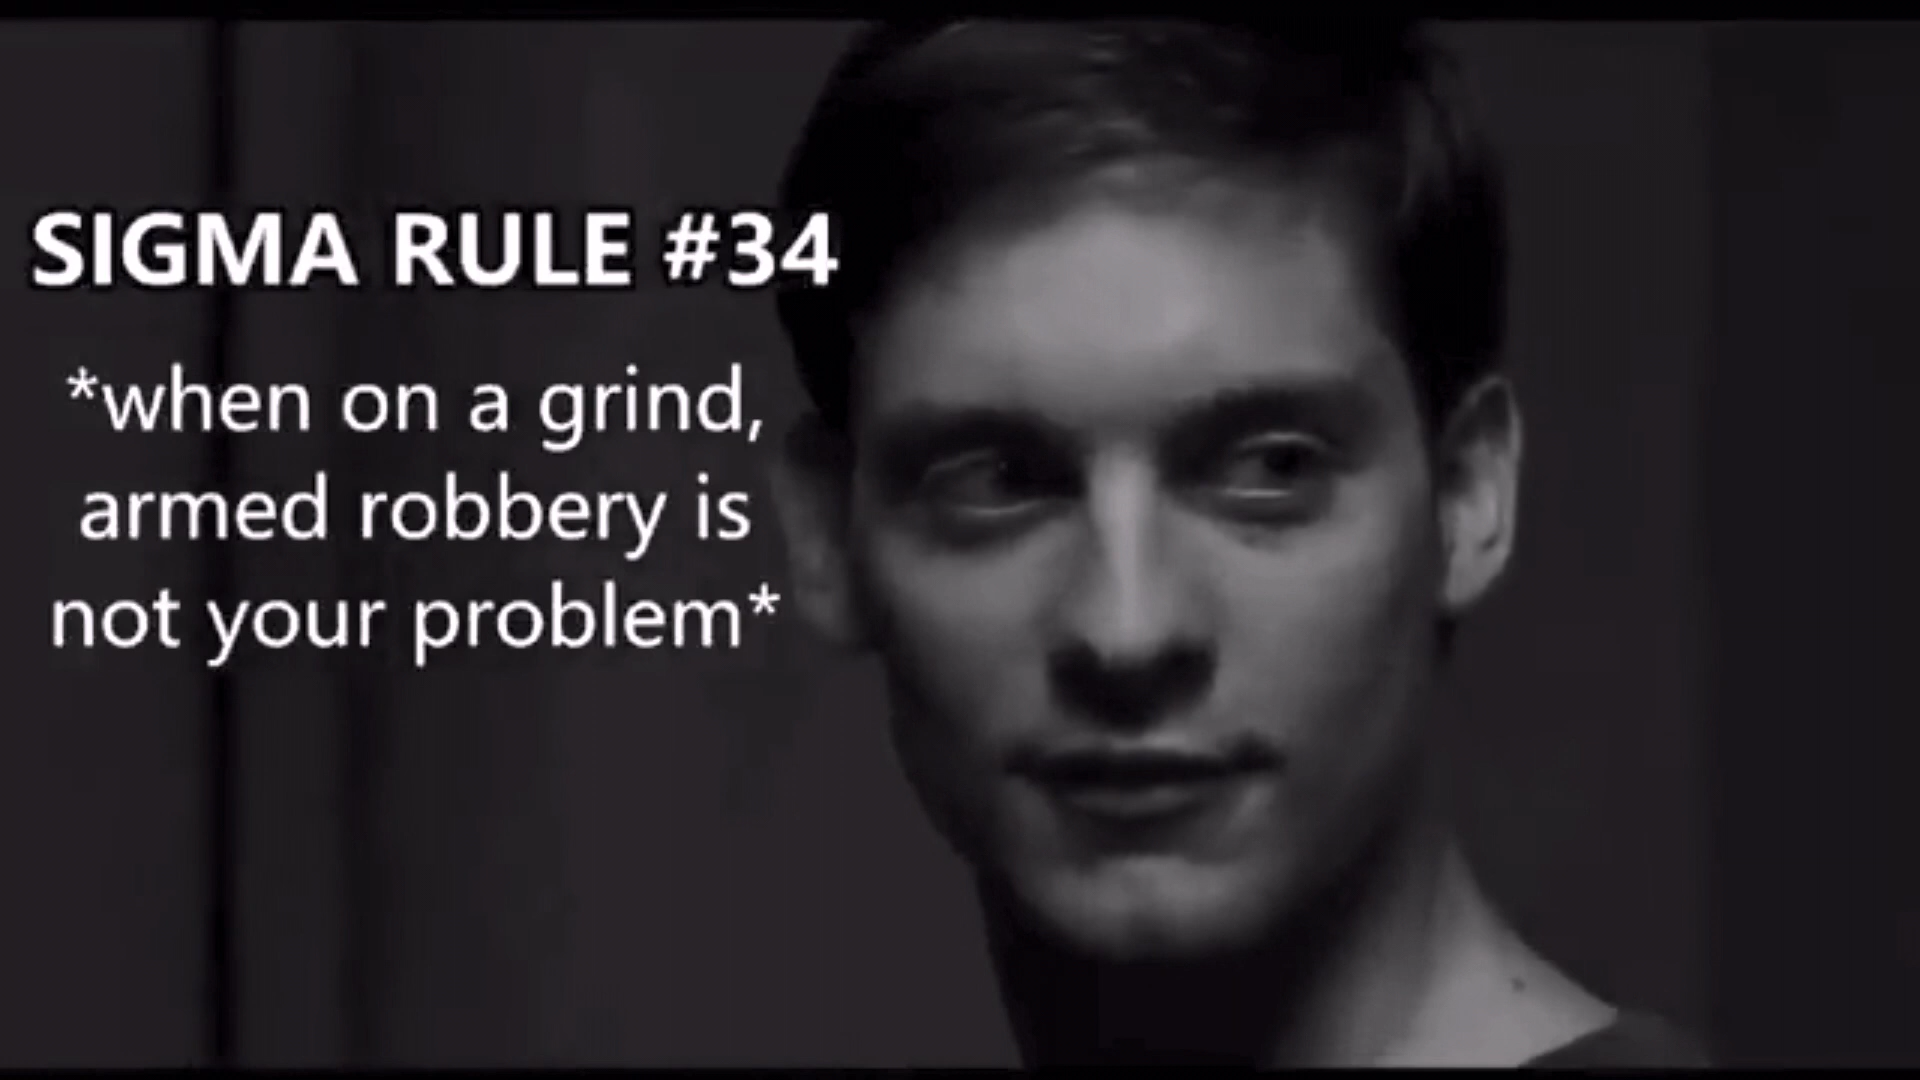 SIGMA RULE #34
*when on a grind,
armed robbery is
not your problem*